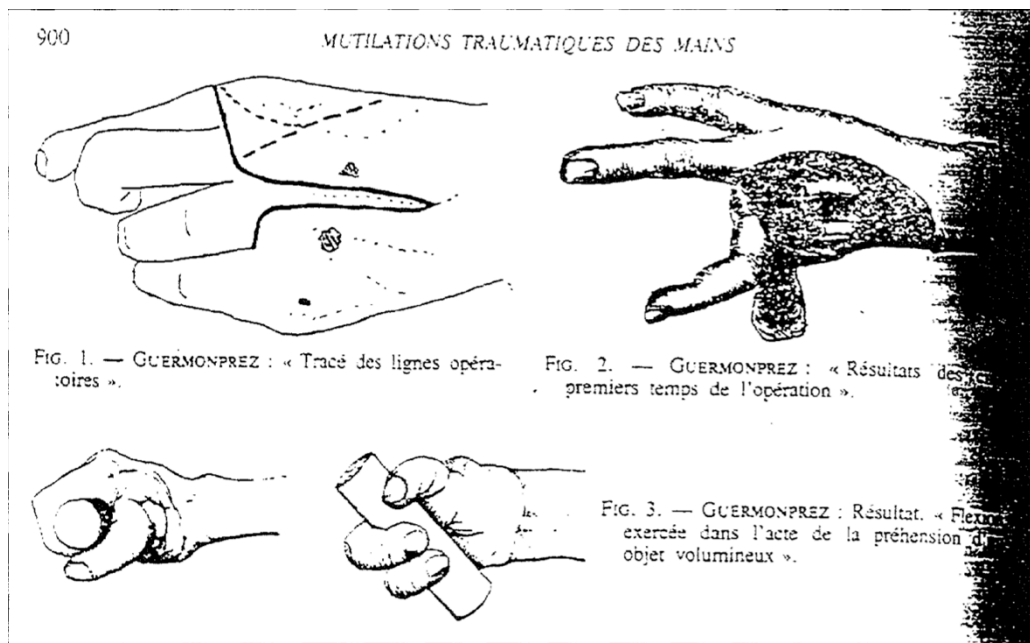 900
MUTILATIONS TRAUMATIQUES DES MAINS
FIG. 1. — GUERMONPREZ : « Tracé des lignes opéra-
toires ».
FIG. 2. — GUERMONPREZ : « Résultats des
premiers temps de l'opération ».
FIG. 3. — GUERMONPREZ : Résultat. « Flexion
exercée dans l'acte de la préhension d'
objet volumineux ».